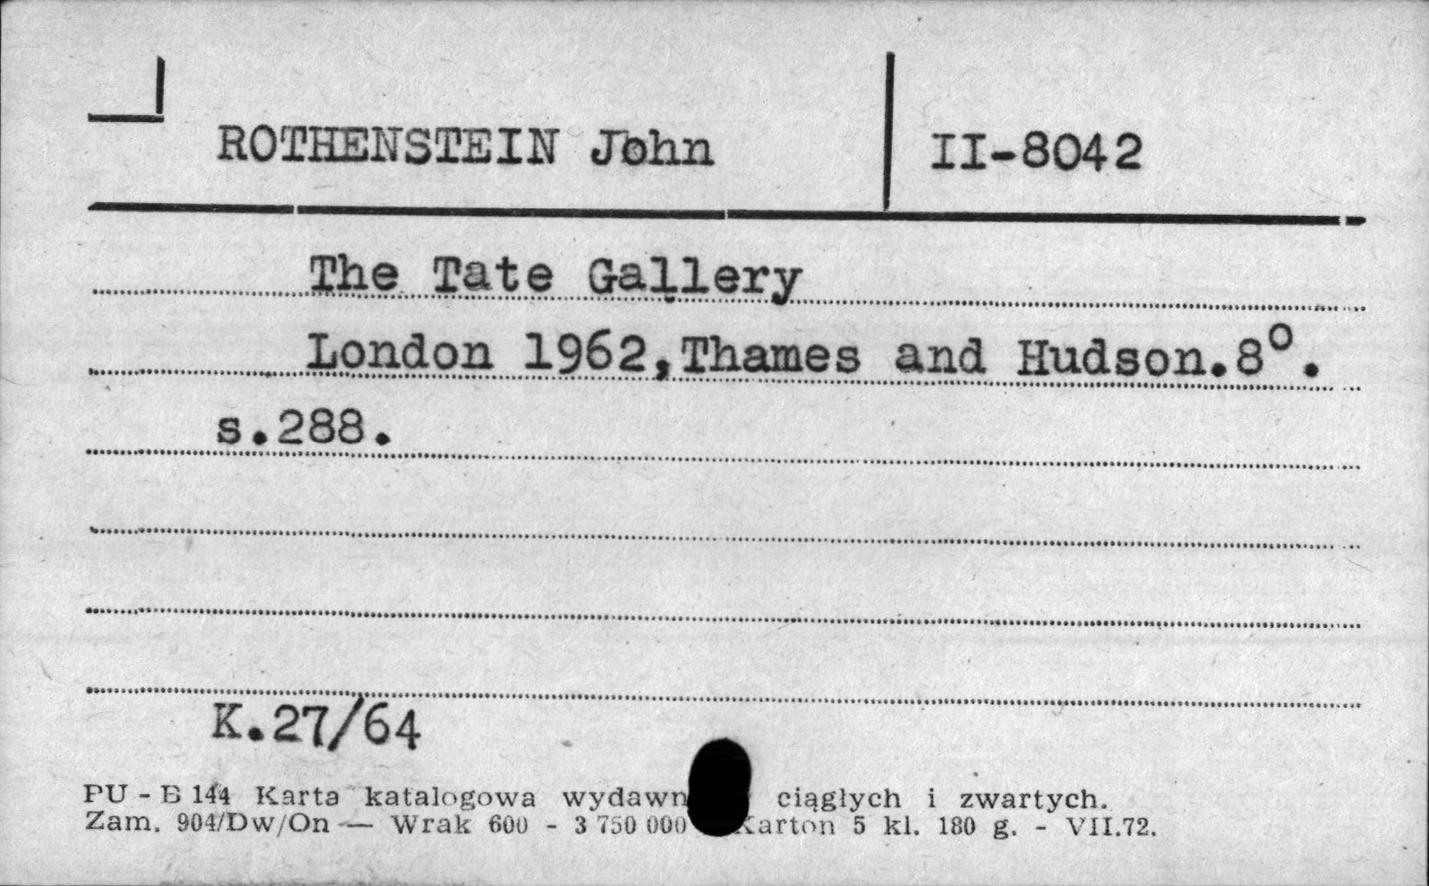 ROTHENSTEIN John
II-8042
The Tate Gallery
London 1962,Thames and Hudson.8°.
s.288.
K.27/64
PU - B 144 Karta katalogowa wydawn ciągłych i zwartych.
Zam. 904/Dw/On — Wrak 600 - 3 750 000 Karton 5 kl. 180 g. - VII.72.